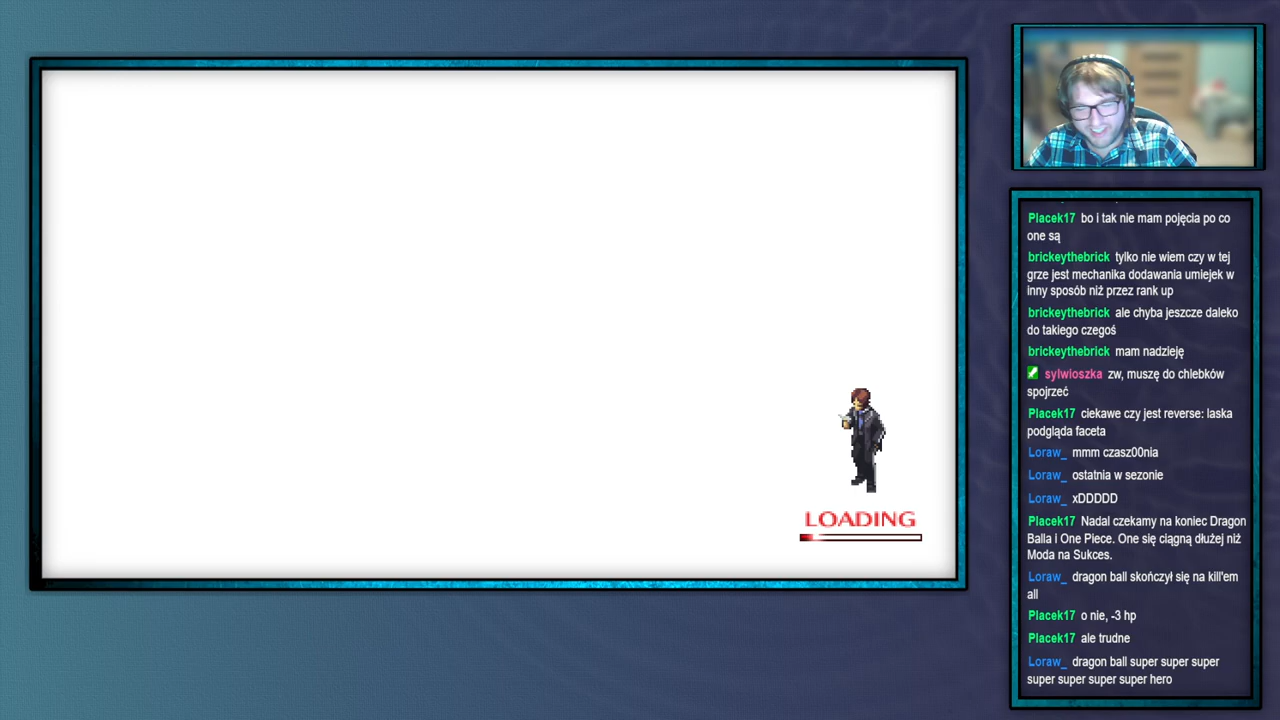 Placek17 bo i tak nie mam pojęcia po co
one są
brickeythebrick tylko nie wiem czy w tej
grze jest mechanika dodawania umiejek w
inny sposób niż przez rank up
brickeythebrick ale chyba jeszcze daleko
do takiego czegoś
brickeythebrick mam nadzieję
sylwioszka zw, muszę do chlebków
spojrzeć
Placek17 ciekawe czy jest reverse: laska
podgląda faceta
Loraw_ mmm czasz00nia
Loraw_ ostatnia w sezonie
Loraw_ xDDDDD
Placek17 Nadal czekamy na koniec Dragon
Balla i One Piece. One się ciągną dłużej niż
Moda na Sukces.
Loraw_ dragon ball skończył się na kill'em
all
Placek17 o nie, -3 hp
Placek17 ale trudne
Loraw_ dragon ball super super super
super super super super hero
LOADING